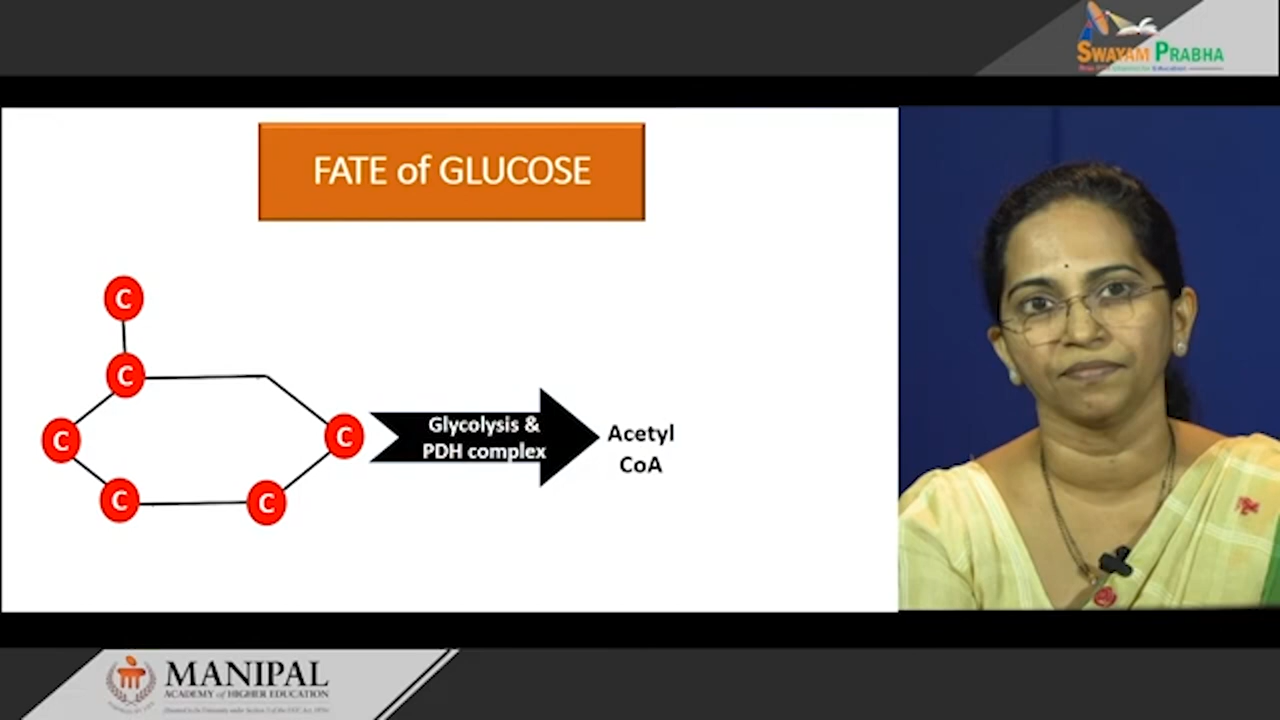 SWAYAM PRABHA
FATE of GLUCOSE
C
C
C
C
C
C
Glycolysis &
PDH complex
Acetyl
CoA
MANIPAL
ACADEMY of HIGHER EDUCATION